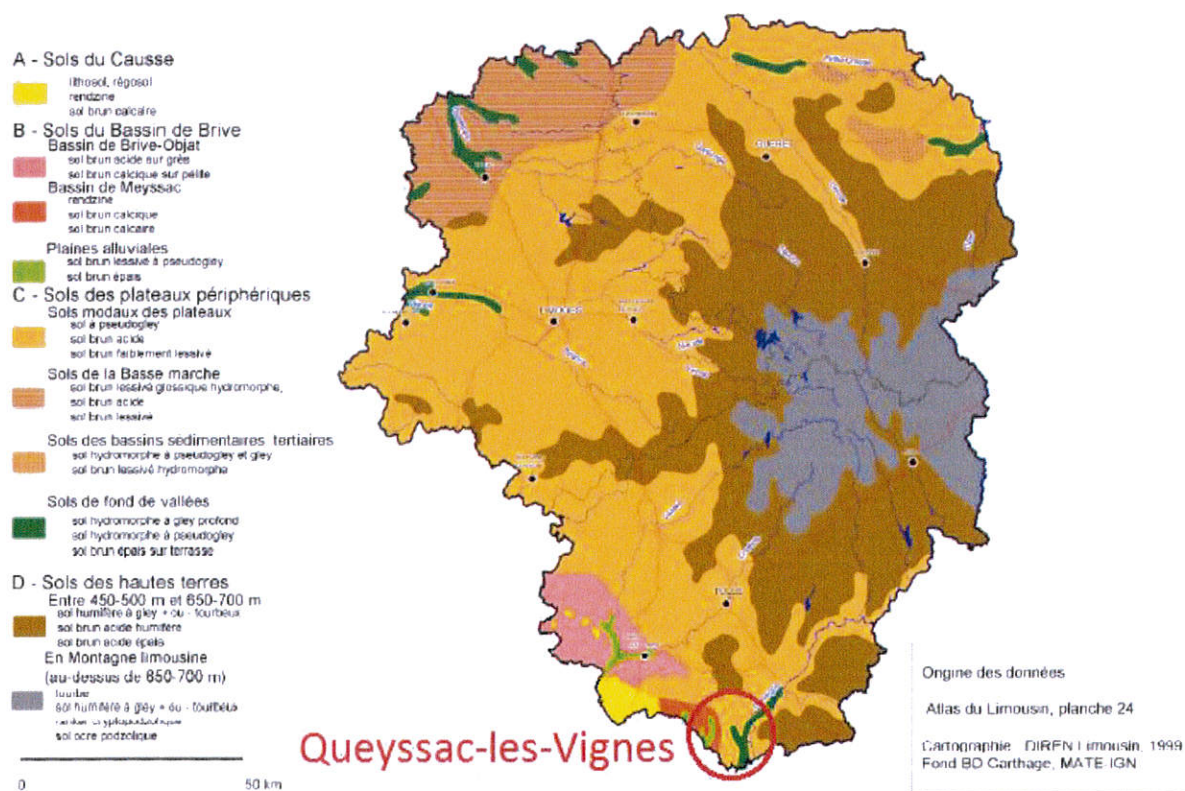 A - Sols du Causse
lithosol, régosol
rendzine
sol brun calcaire
B - Sols du Bassin de Brive
Bassin de Brive-Objat
sol brun acide sur grès
sol brun calcique sur pélite
Bassin de Meyssac
rendzine
sol brun calcique
sol brun calcaire
Plaines alluviales
sol brun lessivé à pseudogley
sol brun épais
C - Sols des plateaux périphériques
Sols modaux des plateaux
sol à pseudogley
sol brun acide
sol brun faiblement lessivé
Sols de la Basse marche
sol brun lessivé glossique hydromorphe,
sol brun acide
sol brun lessivé
Sols des bassins sédimentaires tertiaires
sol hydromorphe à pseudogley et gley
sol brun lessivé hydromorphe
Sols de fond de vallées
sol hydromorphe à gley profond
sol hydromorphe à pseudogley
sol brun épais sur terrasse
D - Sols des hautes terres
Entre 450-500 m et 650-700 m
sol humifère à gley + ou - tourbeux
sol brun acide humifère
sol brun acide épais
En Montagne limousine
(au-dessus de 650-700 m)
tourbe
sol humifère à gley + ou - tourbeux
ranker cryptopodzolique
sol ocre podzolique
0 50 km
GUERET
LIMOGES
TULLE
Queyssac-les-Vignes
Origine des données
Atlas du Limousin, planche 24
Cartographie : DIREN Limousin, 1999
Fond BD Carthage, MATE-IGN